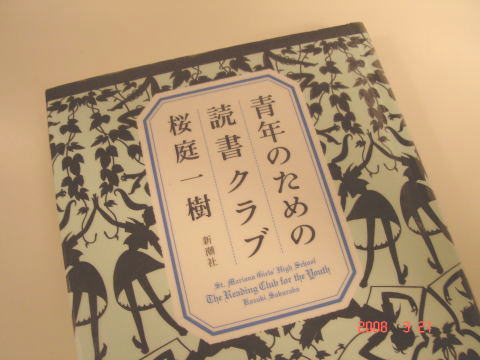 青年のための
読書クラブ
桜庭一樹
新潮社
St. Mariana Girls' High School
The Reading Club for the Youth
Kazuki Sakuraba
2008 3 21